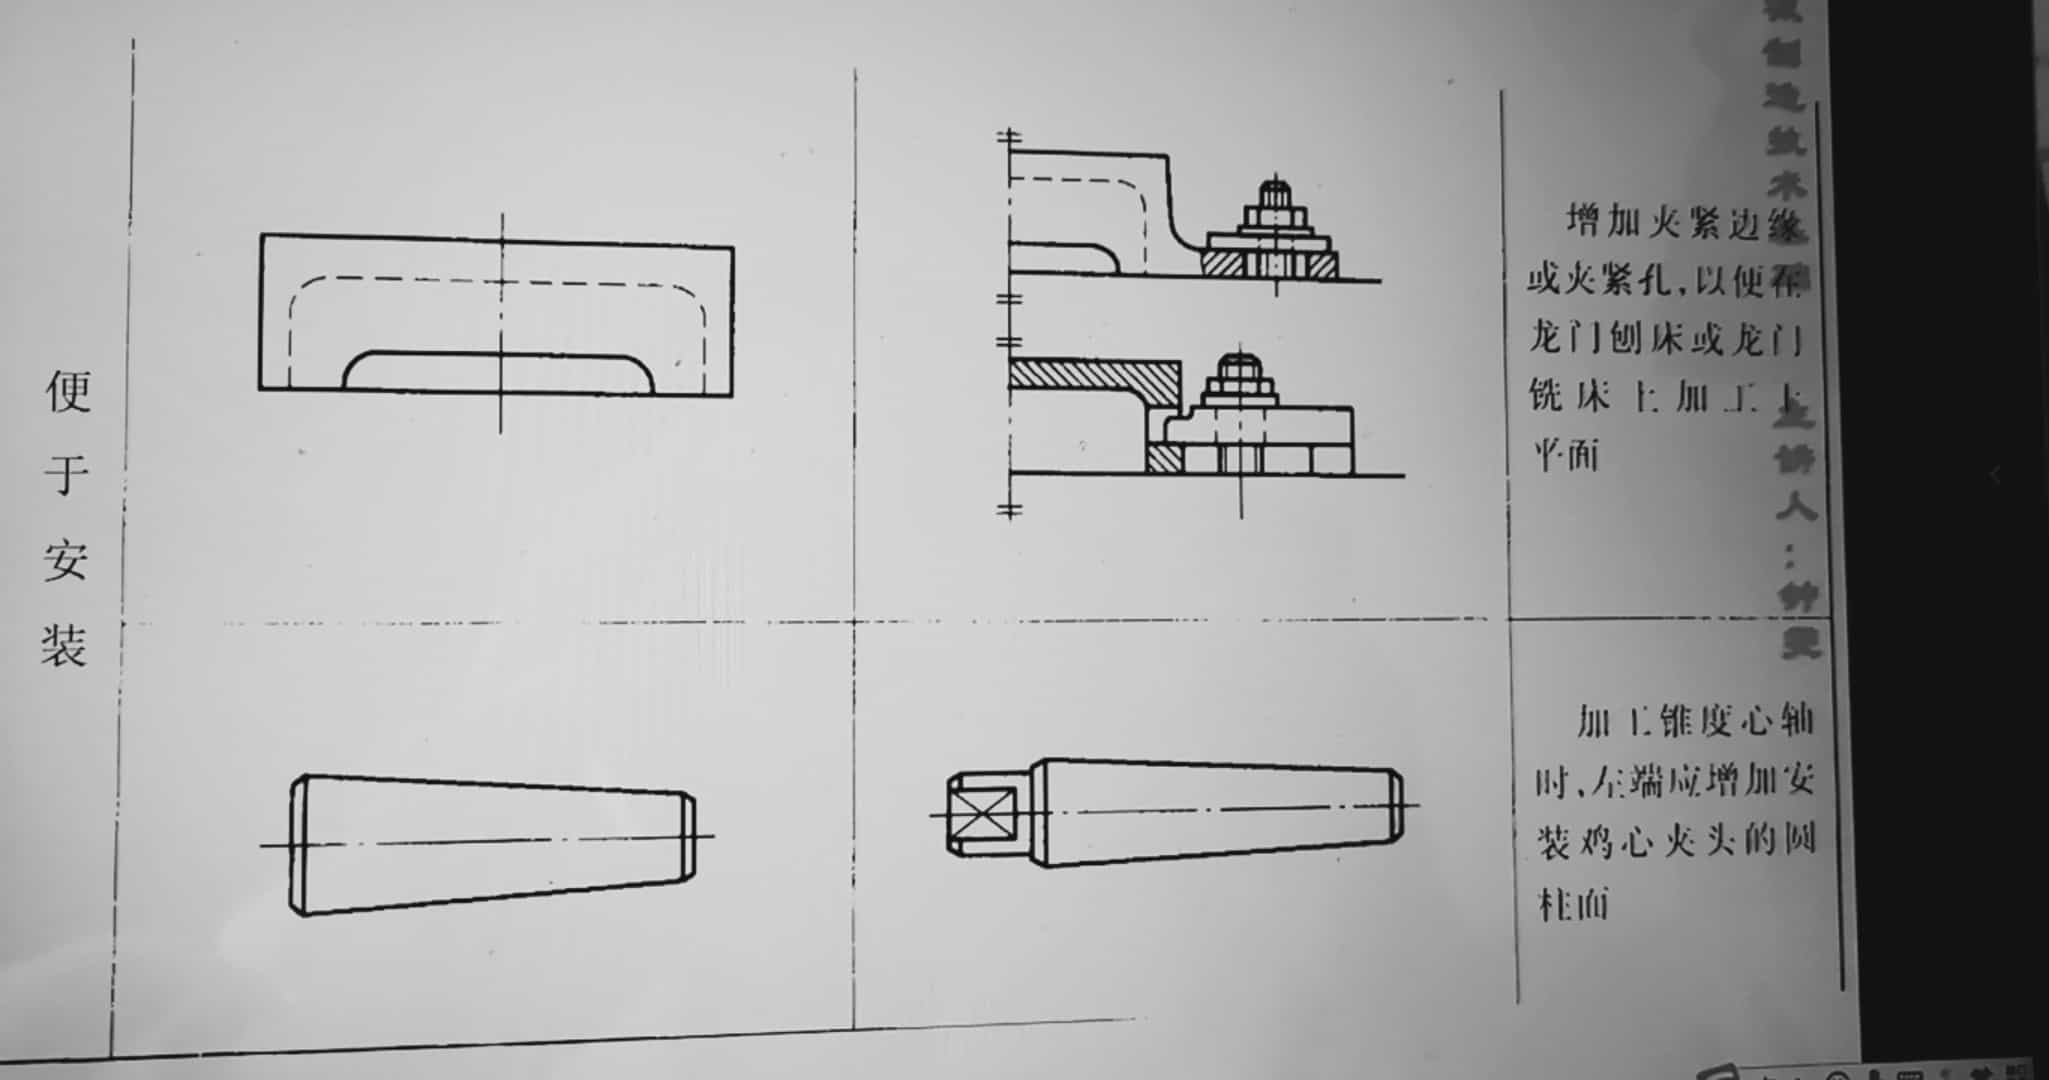 便
于
安
装
增加夹紧边缘
或夹紧孔,以便在
龙门刨床或龙门
铣床上加工上
平面
加工锥度心轴
时、左端应增加安
装鸡心夹头的圆
柱面
制
造
技
术
主
讲
人
:
钟